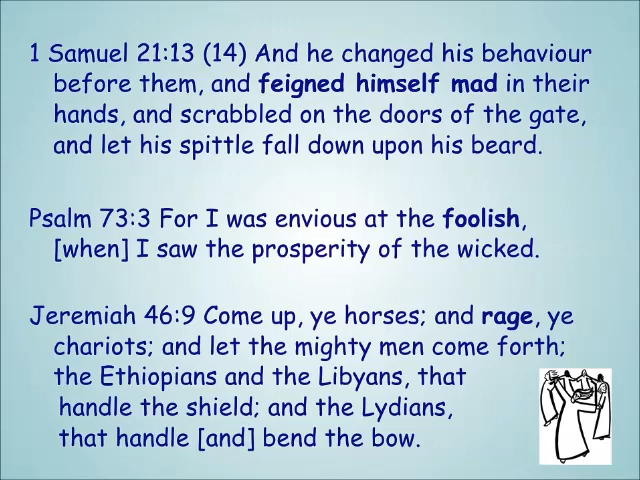 1 Samuel 21:13 (14) And he changed his behaviour
before them, and feigned himself mad in their
hands, and scrabbled on the doors of the gate,
and let his spittle fall down upon his beard.
Psalm 73:3 For I was envious at the foolish,
[when] I saw the prosperity of the wicked.
Jeremiah 46:9 Come up, ye horses; and rage, ye
chariots; and let the mighty men come forth;
the Ethiopians and the Libyans, that
handle the shield; and the Lydians,
that handle [and] bend the bow.